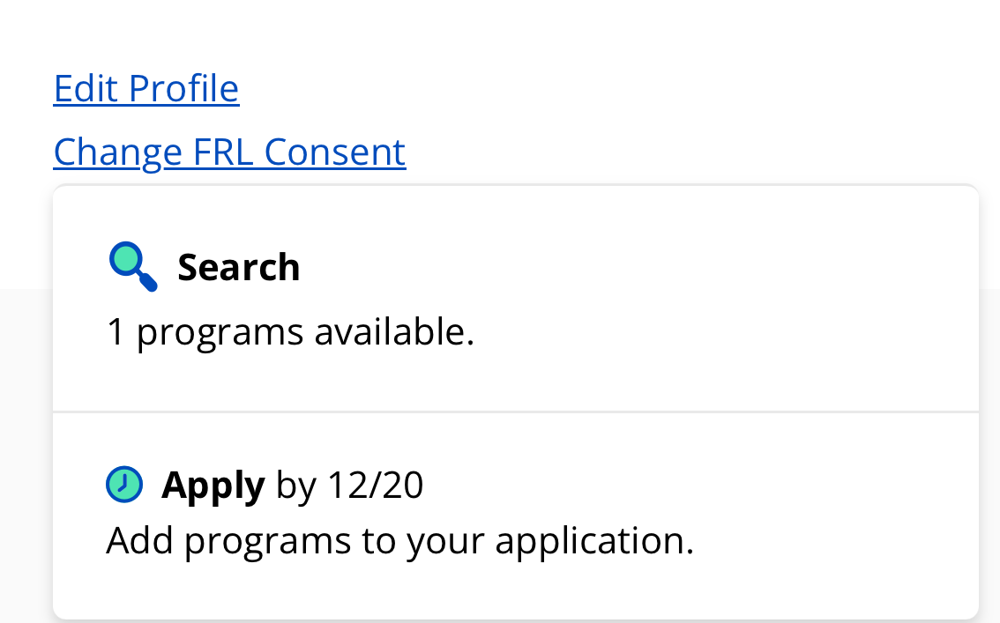 Edit Profile
Change FRL Consent
Search
1 programs available.
Apply by 12/20
Add programs to your application.